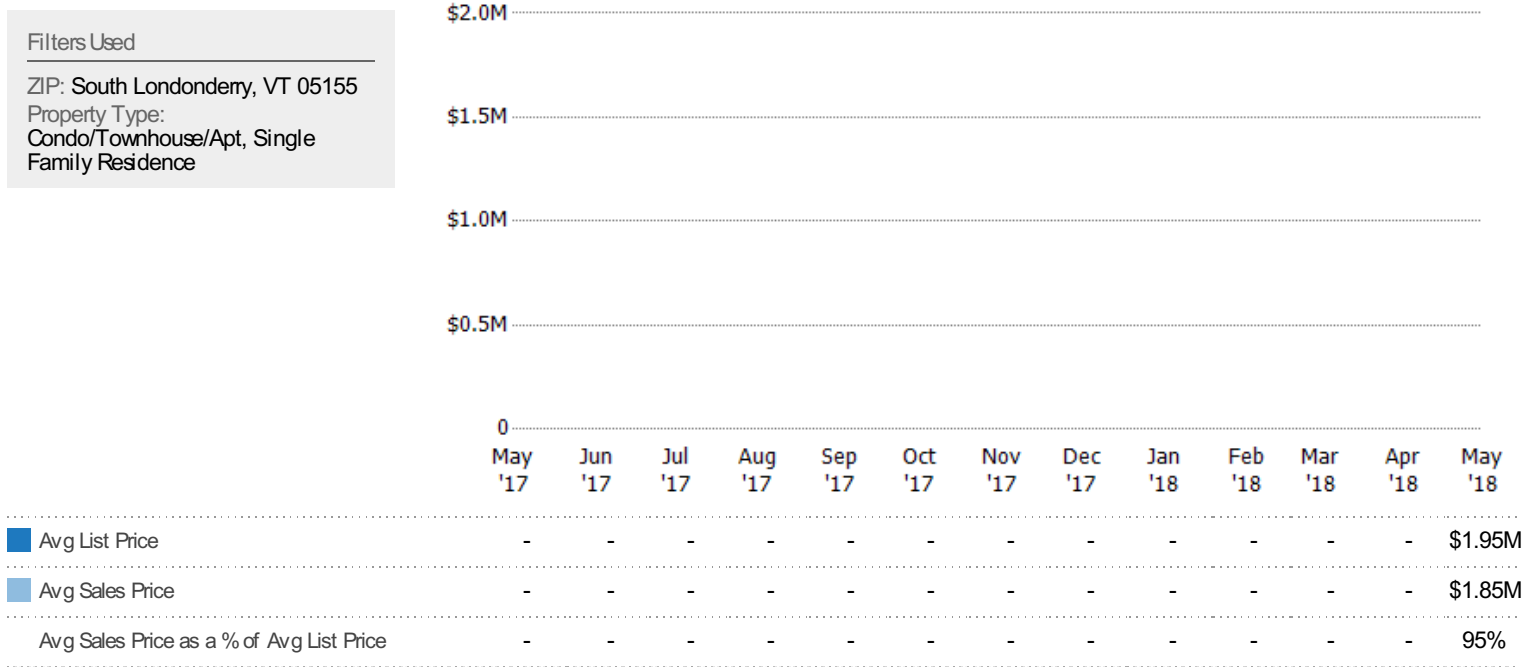 Filters Used
ZIP: South Londonderry, VT 05155
Property Type:
Condo/Townhouse/Apt, Single
Family Residence
$2.0M
$1.5M
$1.0M
$0.5M
0
May Jun Jul Aug Sep Oct Nov Dec Jan Feb Mar Apr May
'17 '17 '17 '17 '17 '17 '17 '17 '18 '18 '18 '18 '18
Avg List Price - - - - - - - - - - - - $1.95M
Avg Sales Price - - - - - - - - - - - - $1.85M
Avg Sales Price as a % of Avg List Price - - - - - - - - - - - - 95%